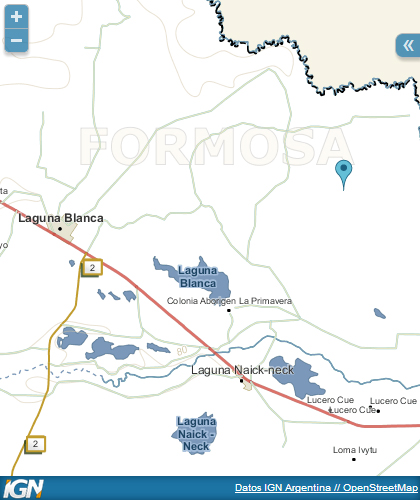 +
−
«
FORMOSA
ta
Laguna Blanca
yo
2
Laguna
Blanca
Colonia Aborigen La Primavera
60
Laguna Naick-neck
Lucero Cue
Lucero Cue
Lucero Cue
Laguna
Naick -
Neck
2
Loma Ivytu
IGN
Datos IGN Argentina // OpenStreetMap